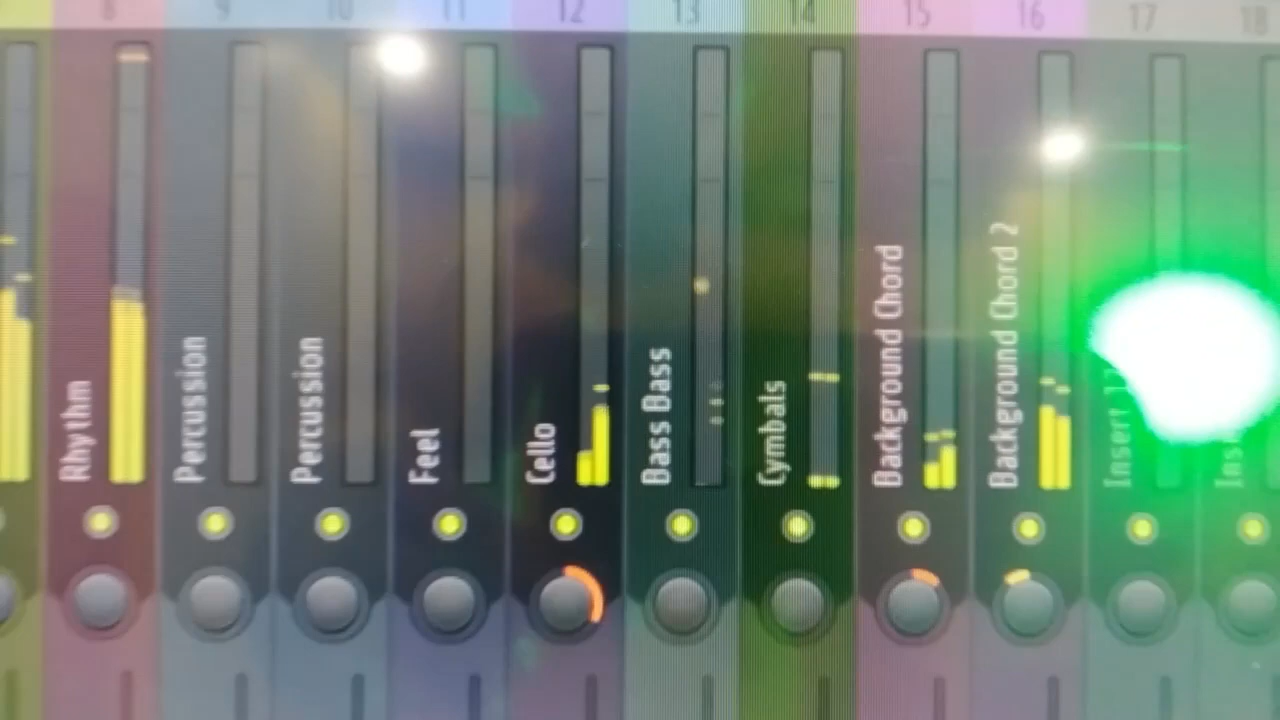 8 9 10 11 12 13 14 15 16 17 18
Rhythm
Percussion
Percussion
Feel
Cello
Bass Bass
Cymbals
Background Chord
Background Chord 2
Insert